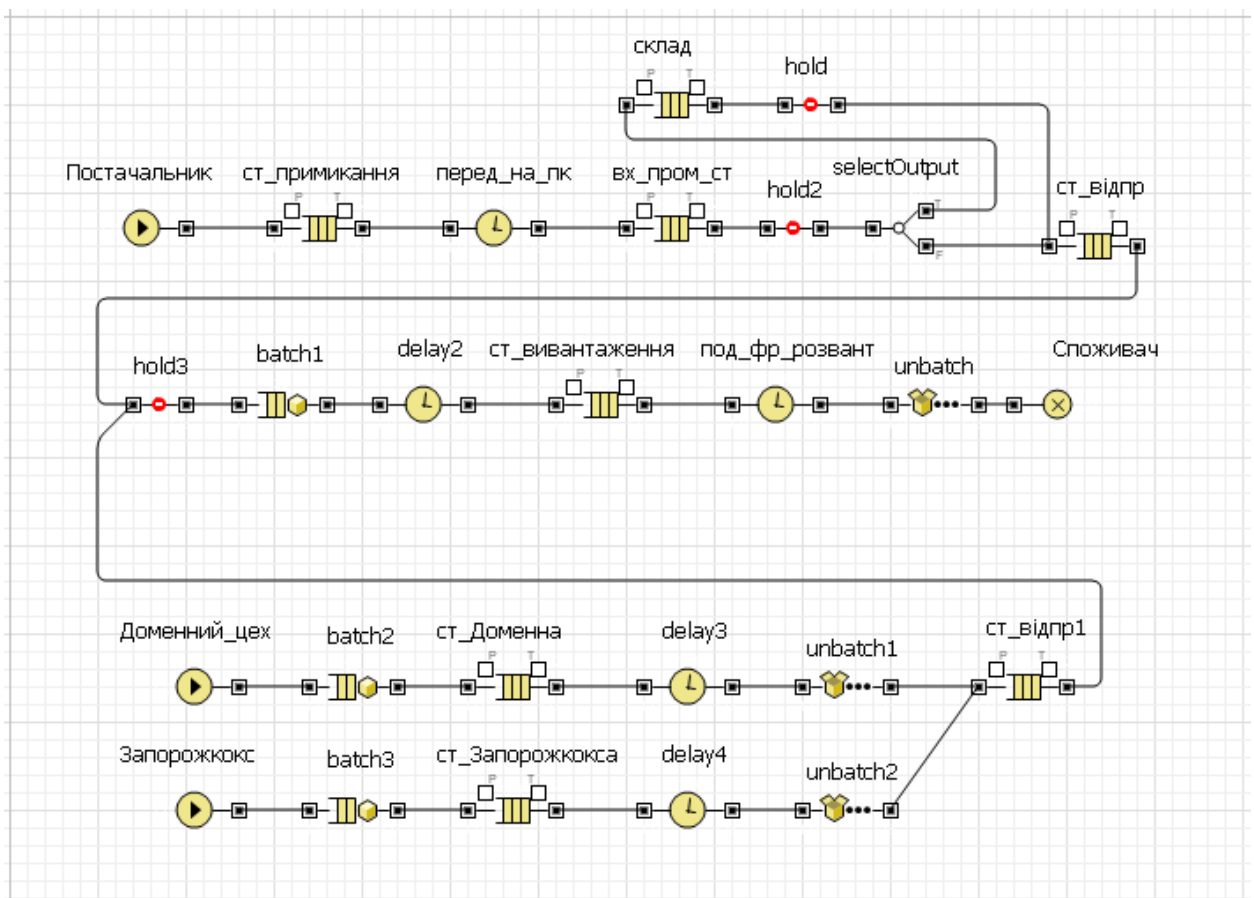 склад
hold
P T
Постачальник ст_примикання перед_на_пк вх_пром_ст hold2 selectOutput ст_відпр
P T P T T P T
F
hold3 batch1 delay2 ст_вивантаження под_фр_розвант unbatch Споживач
P T
Доменний_цех batch2 ст_Доменна delay3 unbatch1 ст_відпр1
P T P T
Запорожкокс batch3 ст_Запорожкокса delay4 unbatch2
P T